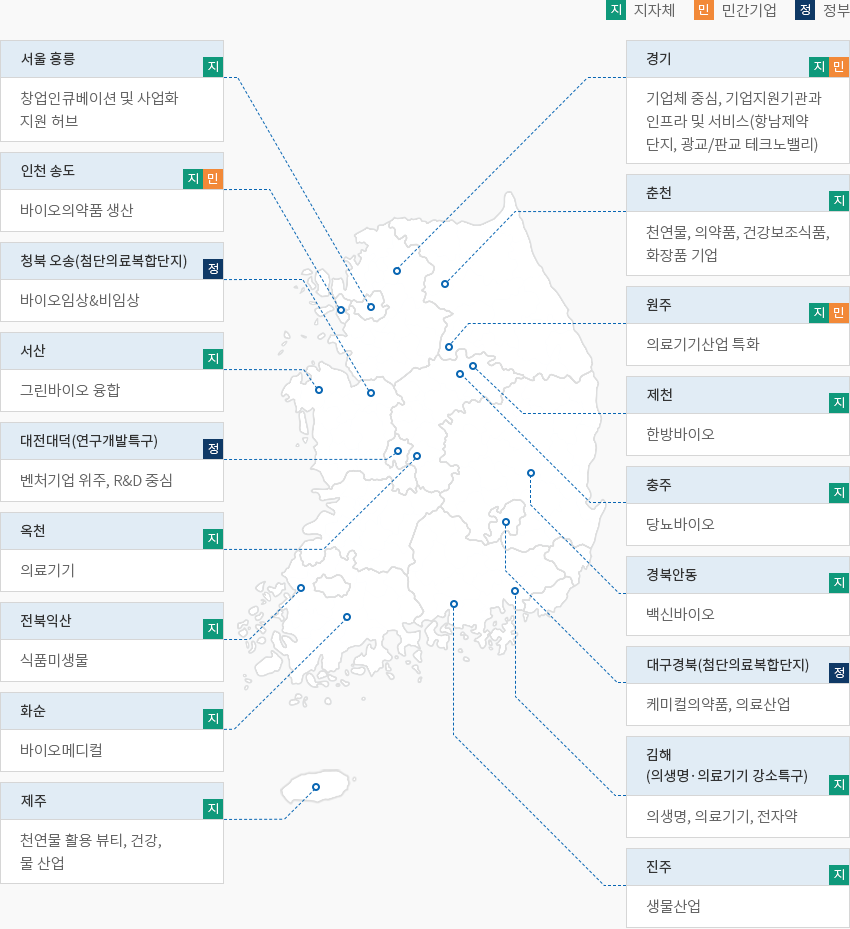 지 지자체 민 민간기업 정 정부
서울 홍릉
지
창업인큐베이션 및 사업화
지원 허브
인천 송도
지 민
바이오의약품 생산
청북 오송(첨단의료복합단지)
정
바이오임상&비임상
서산
지
그린바이오 융합
대전대덕(연구개발특구)
정
벤처기업 위주, R&D 중심
옥천
지
의료기기
전북익산
지
식품미생물
화순
지
바이오메디컬
제주
지
천연물 활용 뷰티, 건강,
물 산업
경기
지 민
기업체 중심, 기업지원기관과
인프라 및 서비스(항남제약
단지, 광교/판교 테크노밸리)
춘천
지
천연물, 의약품, 건강보조식품,
화장품 기업
원주
지 민
의료기기산업 특화
제천
지
한방바이오
충주
지
당뇨바이오
경북안동
지
백신바이오
대구경북(첨단의료복합단지)
정
케미컬의약품, 의료산업
김해
(의생명·의료기기 강소특구)
지
의생명, 의료기기, 전자약
진주
지
생물산업